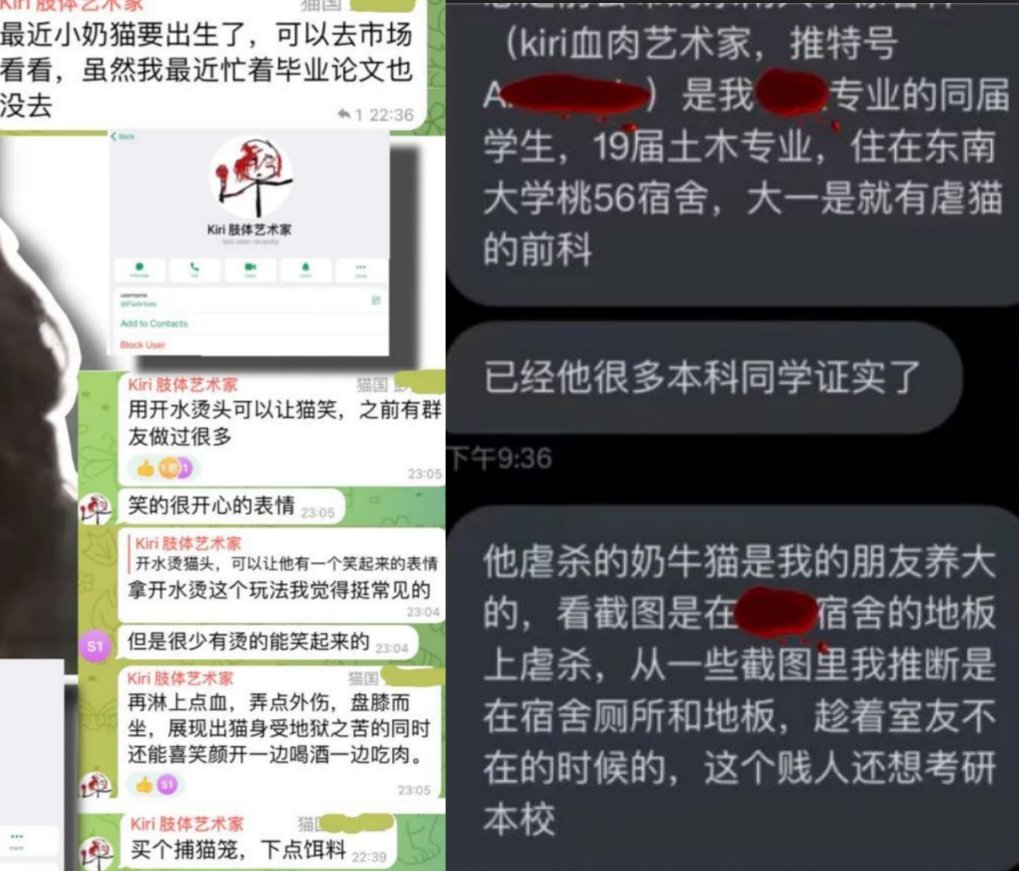 Kiri 肢体艺术家 猫国
最近小奶猫要出生了，可以去市场
看看，虽然我最近忙着毕业论文也
没去
1 22:36
Back
Kiri 肢体艺术家
last seen recently
message call video mute more
username
Add to Contacts
Block User
Kiri 肢体艺术家 猫国
用开水烫头可以让猫笑，之前有群
友做过很多
23:05
笑的很开心的表情 23:05
Kiri 肢体艺术家
开水烫猫头，可以让他有一个笑起来的表情
拿开水烫这个玩法我觉得挺常见的
23:04
S1
但是很少有烫的能笑起来的 23:04
Kiri 肢体艺术家 猫国
再淋上点血，弄点外伤，盘膝而
坐，展现出猫身受地狱之苦的同时
还能喜笑颜开一边喝酒一边吃肉。
S1
23:05
Kiri 肢体艺术家 猫
买个捕猫笼，下点饵料 22:39
more
（kiri血肉艺术家，推特号
A ）是我 专业的同届
学生，19届土木专业，住在东南
大学桃56宿舍，大一是就有虐猫
的前科
已经他很多本科同学证实了
下午9:36
他虐杀的奶牛猫是我的朋友养大
的，看截图是在 宿舍的地板
上虐杀，从一些截图里我推断是
在宿舍厕所和地板，趁着室友不
在的时候的，这个贱人还想考研
本校